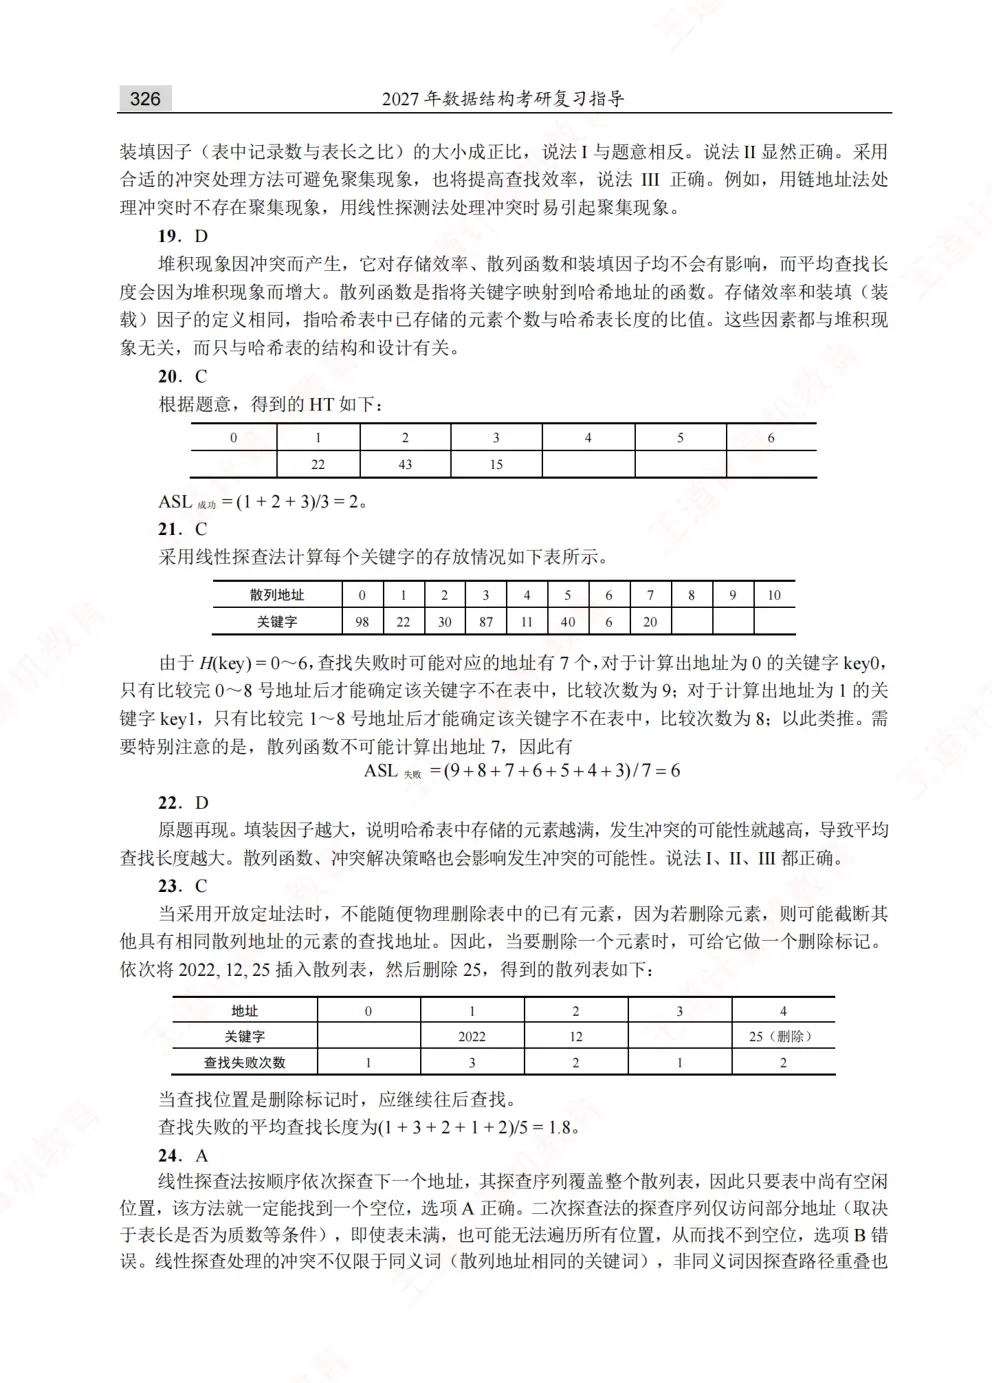 326
2027 年数据结构考研复习指导
装填因子（表中记录数与表长之比）的大小成正比，说法 I 与题意相反。说法 II 显然正确。采用
合适的冲突处理方法可避免聚集现象，也将提高查找效率，说法 III 正确。例如，用链地址法处
理冲突时不存在聚集现象，用线性探测法处理冲突时易引起聚集现象。
19．D
堆积现象因冲突而产生，它对存储效率、散列函数和装填因子均不会有影响，而平均查找长
度会因为堆积现象而增大。散列函数是指将关键字映射到哈希地址的函数。存储效率和装填（装
载）因子的定义相同，指哈希表中已存储的元素个数与哈希表长度的比值。这些因素都与堆积现
象无关，而只与哈希表的结构和设计有关。
20．C
根据题意，得到的 HT 如下：
0 1 2 3 4 5 6
22 43 15
ASL 成功 = (1 + 2 + 3)/3 = 2。
21．C
采用线性探查法计算每个关键字的存放情况如下表所示。
散列地址 0 1 2 3 4 5 6 7 8 9 10
关键字 98 22 30 87 11 40 6 20
由于 H(key) = 0～6，查找失败时可能对应的地址有 7 个，对于计算出地址为 0 的关键字 key0，
只有比较完 0～8 号地址后才能确定该关键字不在表中，比较次数为 9；对于计算出地址为 1 的关
键字 key1，只有比较完 1～8 号地址后才能确定该关键字不在表中，比较次数为 8；以此类推。需
要特别注意的是，散列函数不可能计算出地址 7，因此有
ASL 失败 = (9 + 8 + 7 + 6 + 5 + 4 + 3) / 7 = 6
22．D
原题再现。填装因子越大，说明哈希表中存储的元素越满，发生冲突的可能性就越高，导致平均
查找长度越大。散列函数、冲突解决策略也会影响发生冲突的可能性。说法 I、II、III 都正确。
23．C
当采用开放定址法时，不能随便物理删除表中的已有元素，因为若删除元素，则可能截断其
他具有相同散列地址的元素的查找地址。因此，当要删除一个元素时，可给它做一个删除标记。
依次将 2022, 12, 25 插入散列表，然后删除 25，得到的散列表如下：
地址 0 1 2 3 4
关键字 2022 12 25（删除）
查找失败次数 1 3 2 1 2
当查找位置是删除标记时，应继续往后查找。
查找失败的平均查找长度为(1 + 3 + 2 + 1 + 2)/5 = 1.8。
24．A
线性探查法按顺序依次探查下一个地址，其探查序列覆盖整个散列表，因此只要表中尚有空闲
位置，该方法就一定能找到一个空位，选项 A 正确。二次探查法的探查序列仅访问部分地址（取决
于表长是否为质数等条件），即使表未满，也可能无法遍历所有位置，从而找不到空位，选项 B 错
误。线性探查处理的冲突不仅限于同义词（散列地址相同的关键词），非同义词因探查路径重叠也